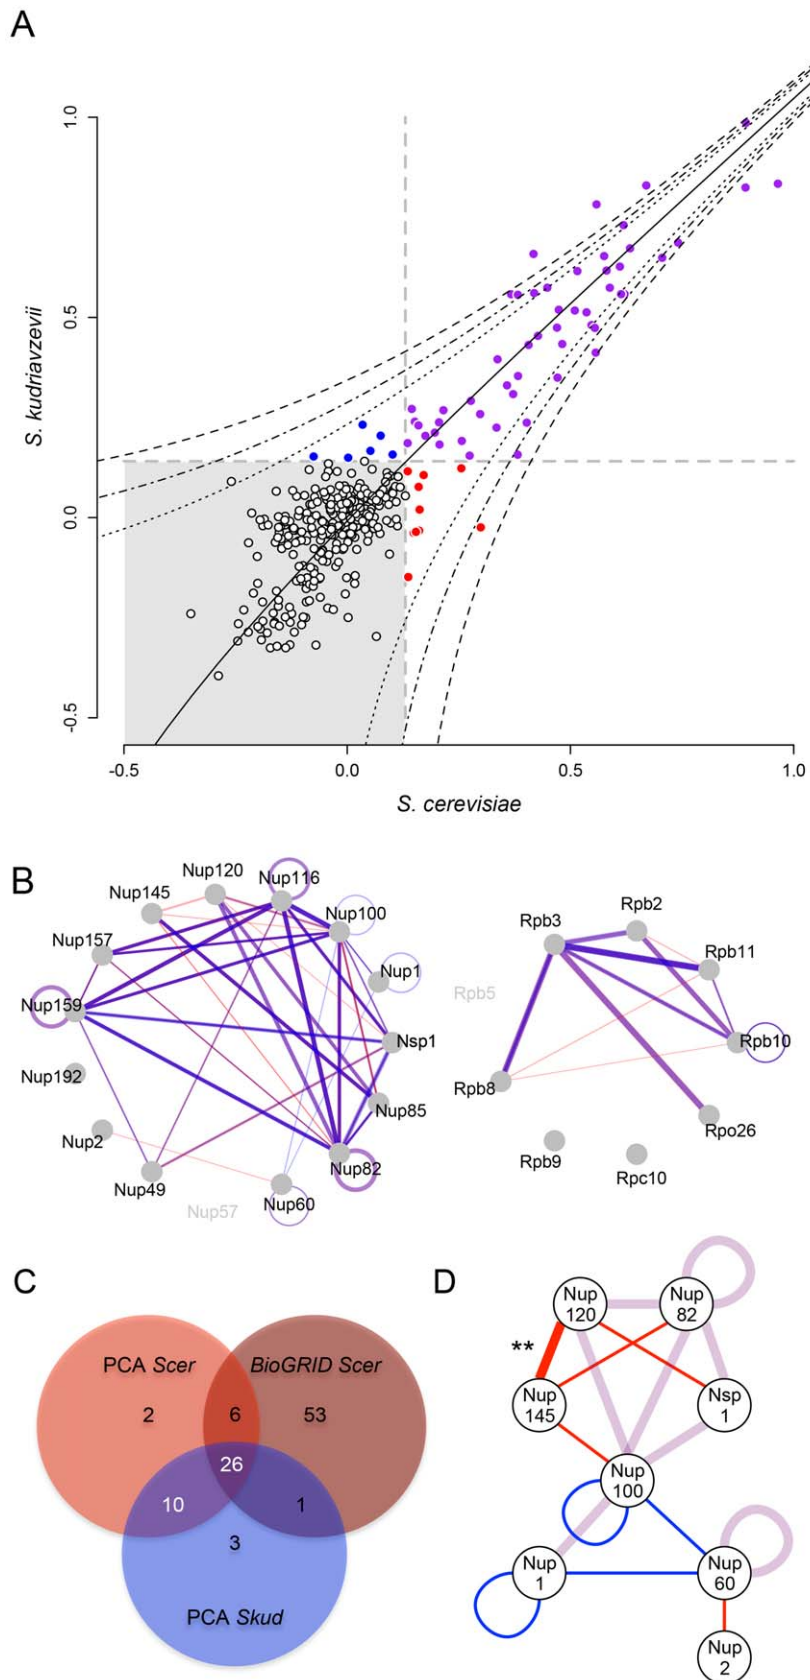 A
1.0
0.5
0.0
-0.5
S. kudriavzevii
-0.5
0.0
0.5
1.0
S. cerevisiae
B
Nup116
Nup120
Nup145
Nup100
Nup157
Nup1
Nup159
Nsp1
Nup192
Nup85
Nup2
Nup82
Nup49
Nup60
Nup57
Rpb2
Rpb3
Rpb11
Rpb5
Rpb10
Rpb8
Rpo26
Rpb9
Rpc10
C
PCA Scer
BioGRID Scer
2
6
53
26
10
1
3
PCA Skud
D
Nup
120
Nup
82
**
Nup
145
Nsp
1
Nup
100
Nup
1
Nup
60
Nup
2